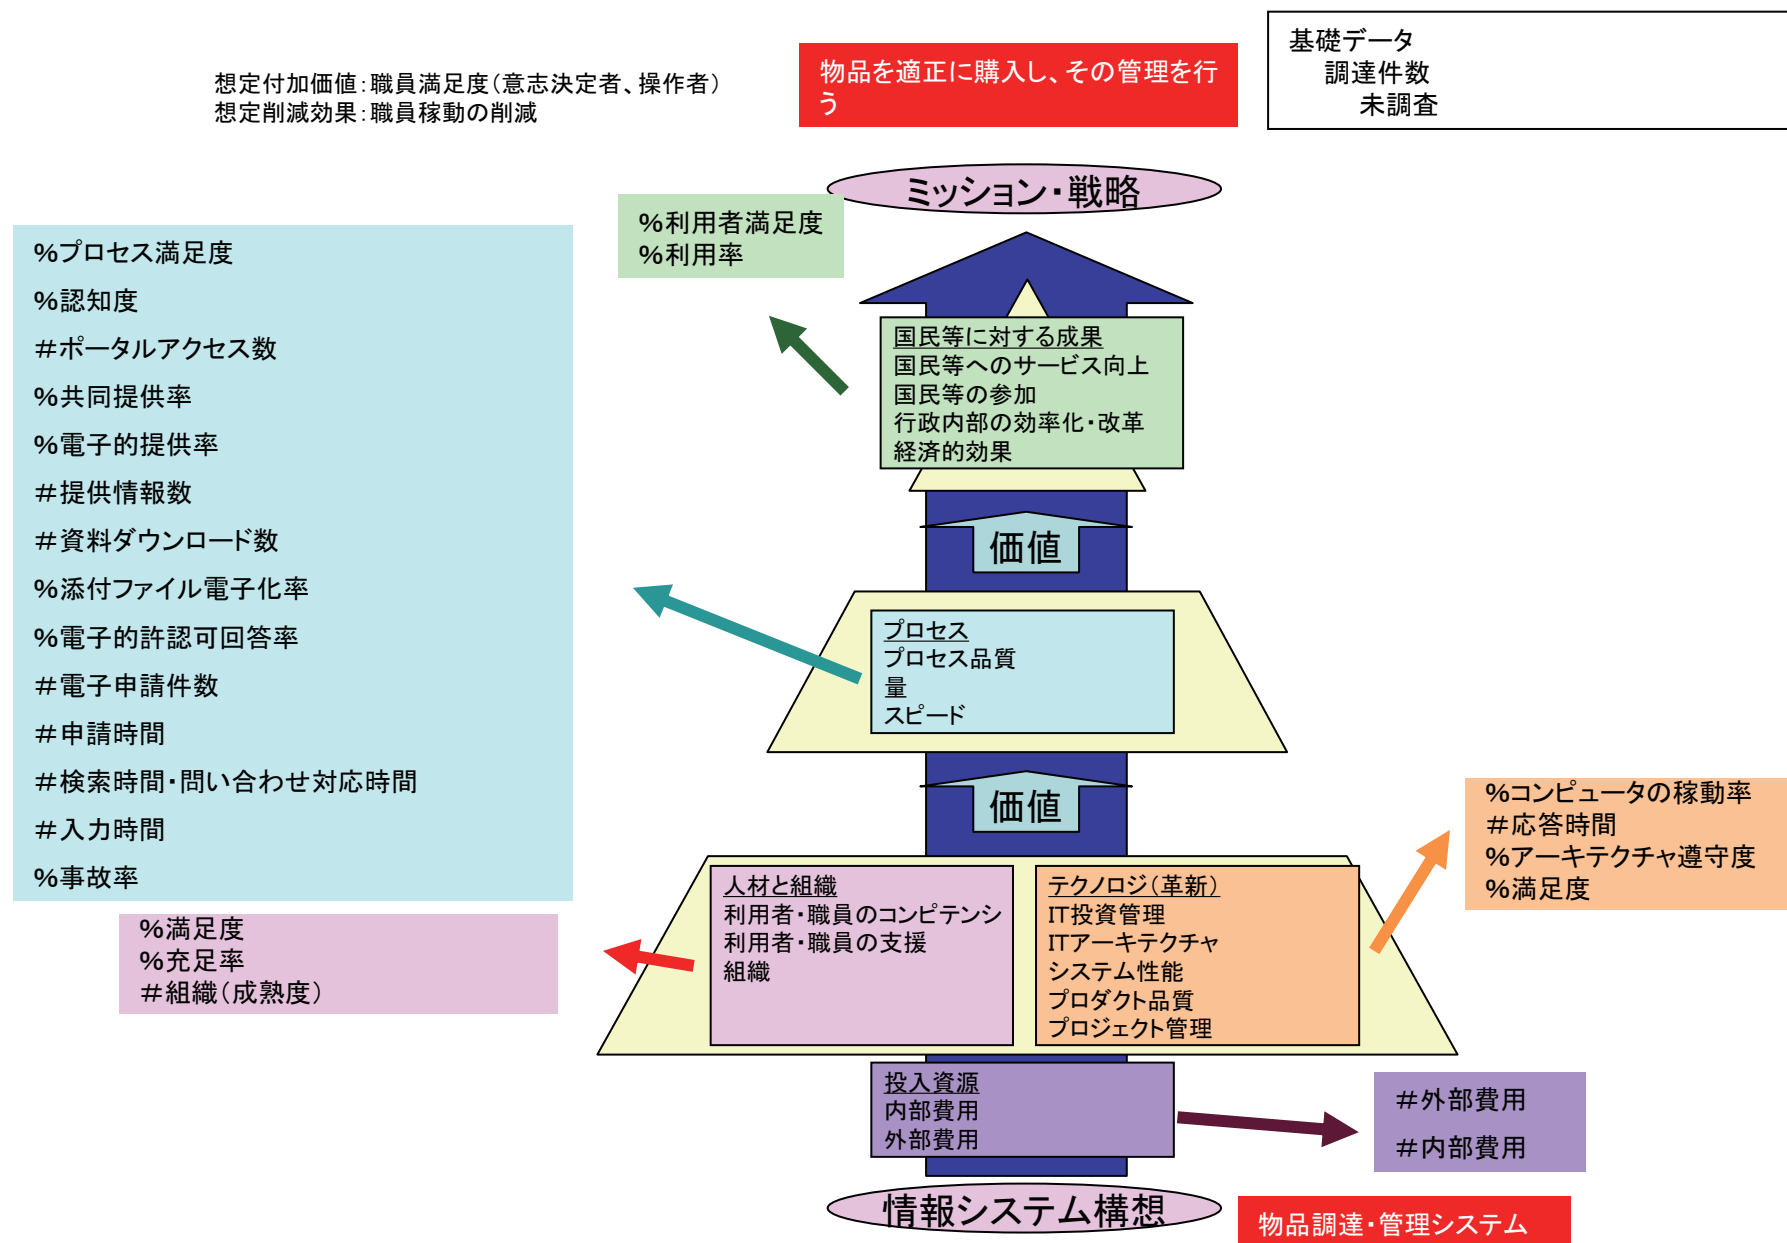 想定付加価値：職員満足度（意志決定者、操作者）
想定削減効果：職員稼動の削減
物品を適正に購入し、その管理を行
う
基礎データ
調達件数
未調査
ミッション・戦略
%利用者満足度
%利用率
%プロセス満足度
%認知度
＃ポータルアクセス数
%共同提供率
%電子的提供率
＃提供情報数
＃資料ダウンロード数
%添付ファイル電子化率
%電子的許認可回答率
＃電子申請件数
＃申請時間
＃検索時間・問い合わせ対応時間
＃入力時間
%事故率
国民等に対する成果
国民等へのサービス向上
国民等の参加
行政内部の効率化・改革
経済的効果
価値
プロセス
プロセス品質
量
スピード
価値
%コンピュータの稼動率
＃応答時間
%アーキテクチャ遵守度
%満足度
人材と組織
利用者・職員のコンピテンシ
利用者・職員の支援
組織
テクノロジ（革新）
IT投資管理
ITアーキテクチャ
システム性能
プロダクト品質
プロジェクト管理
%満足度
%充足率
＃組織（成熟度）
投入資源
内部費用
外部費用
＃外部費用
＃内部費用
情報システム構想
物品調達・管理システム